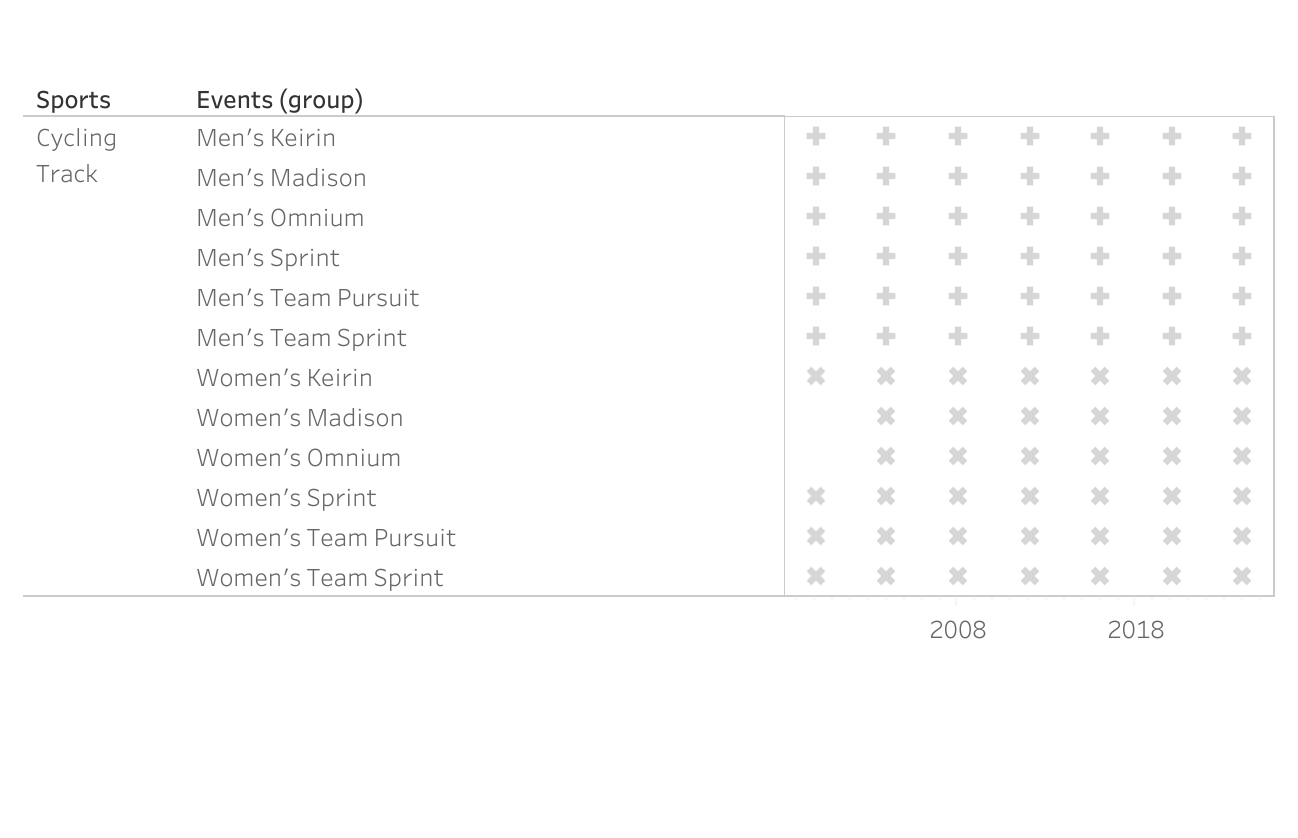 Sports Events (group)
Cycling Men’s Keirin
Track Men’s Madison
Men’s Omnium
Men’s Sprint
Men’s Team Pursuit
Men’s Team Sprint
Women’s Keirin
Women’s Madison
Women’s Omnium
Women’s Sprint
Women’s Team Pursuit
Women’s Team Sprint
2008 2018